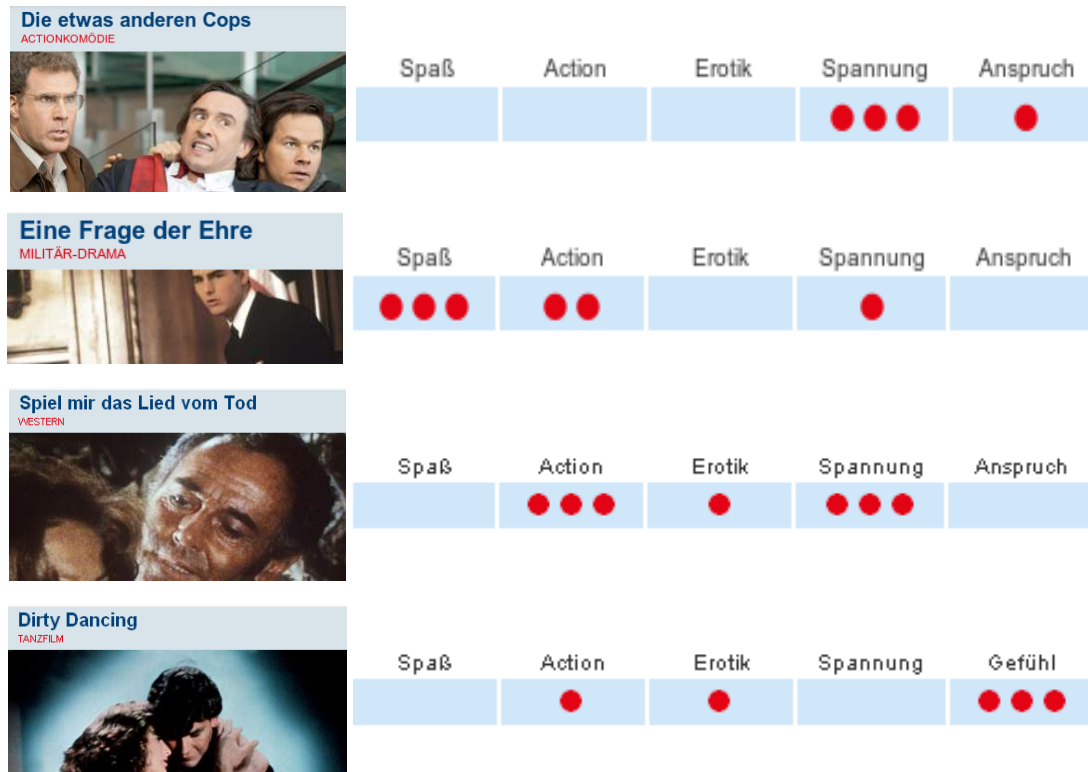 Die etwas anderen Cops
ACTIONKOMÖDIE
Spaß Action Erotik Spannung Anspruch
Eine Frage der Ehre
MILITÄR-DRAMA
Spaß Action Erotik Spannung Anspruch
Spiel mir das Lied vom Tod
WESTERN
Spaß Action Erotik Spannung Anspruch
Dirty Dancing
TANZFILM
Spaß Action Erotik Spannung Gefühl